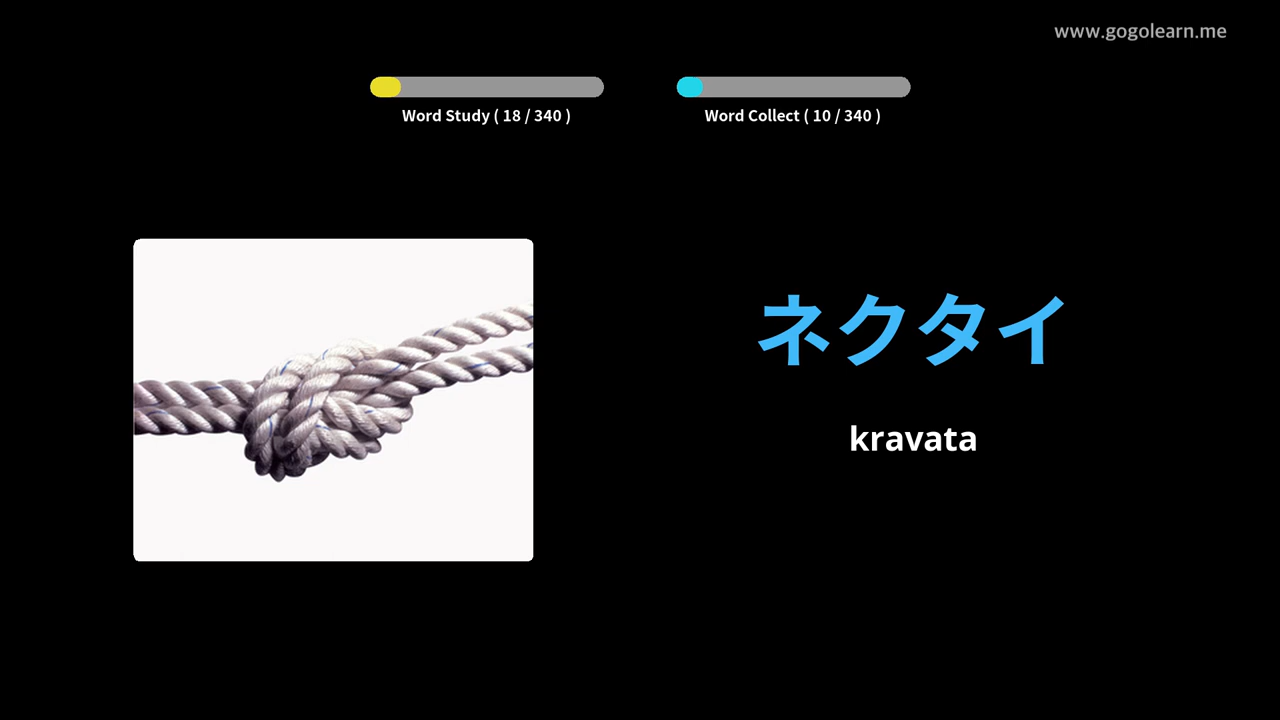 www.gogolearn.me
Word Study ( 18 / 340 )
Word Collect ( 10 / 340 )
ネクタイ
kravata